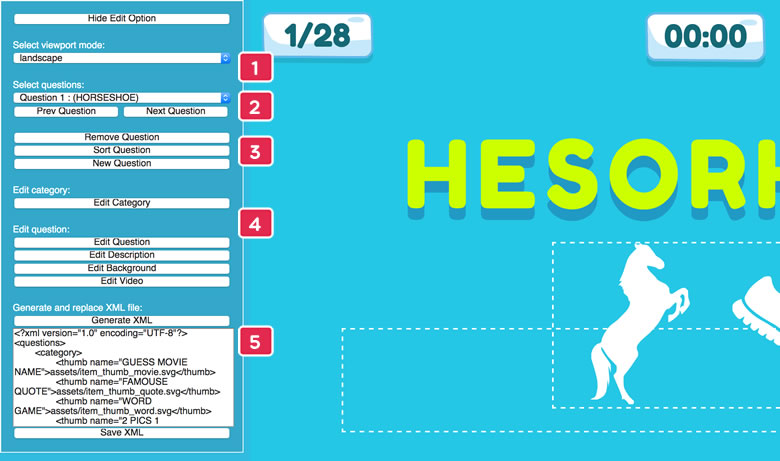 Hide Edit Option
Select viewport mode:
landscape
1
Select questions:
Question 1 : (HORSESHOE)
Prev Question
Next Question
2
Remove Question
Sort Question
New Question
3
Edit category:
Edit Category
4
Edit question:
Edit Question
Edit Description
Edit Background
Edit Video
Generate and replace XML file:
Generate XML
<?xml version="1.0" encoding="UTF-8"?>
<questions>
<category>
<thumb name="GUESS MOVIE
NAME">assets/item_thumb_movie.svg</thumb>
<thumb name="FAMOUSE
QUOTE">assets/item_thumb_quote.svg</thumb>
<thumb name="WORD
GAME">assets/item_thumb_word.svg</thumb>
<thumb name="2 PICS 1
5
Save XML
1/28
00:00
HESORH